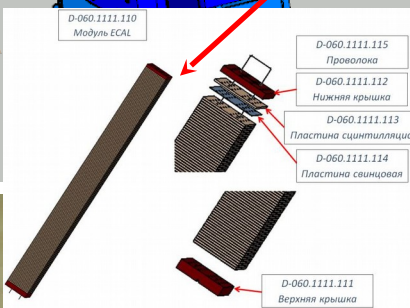 D-060.1111.110
Модуль ECAL
D-060.1111.115
Проволока
D-060.1111.112
Нижняя крышка
D-060.1111.113
Пластина сцинтилляцио
D-060.1111.114
Пластина свинцовая
D-060.1111.111
Верхняя крышка